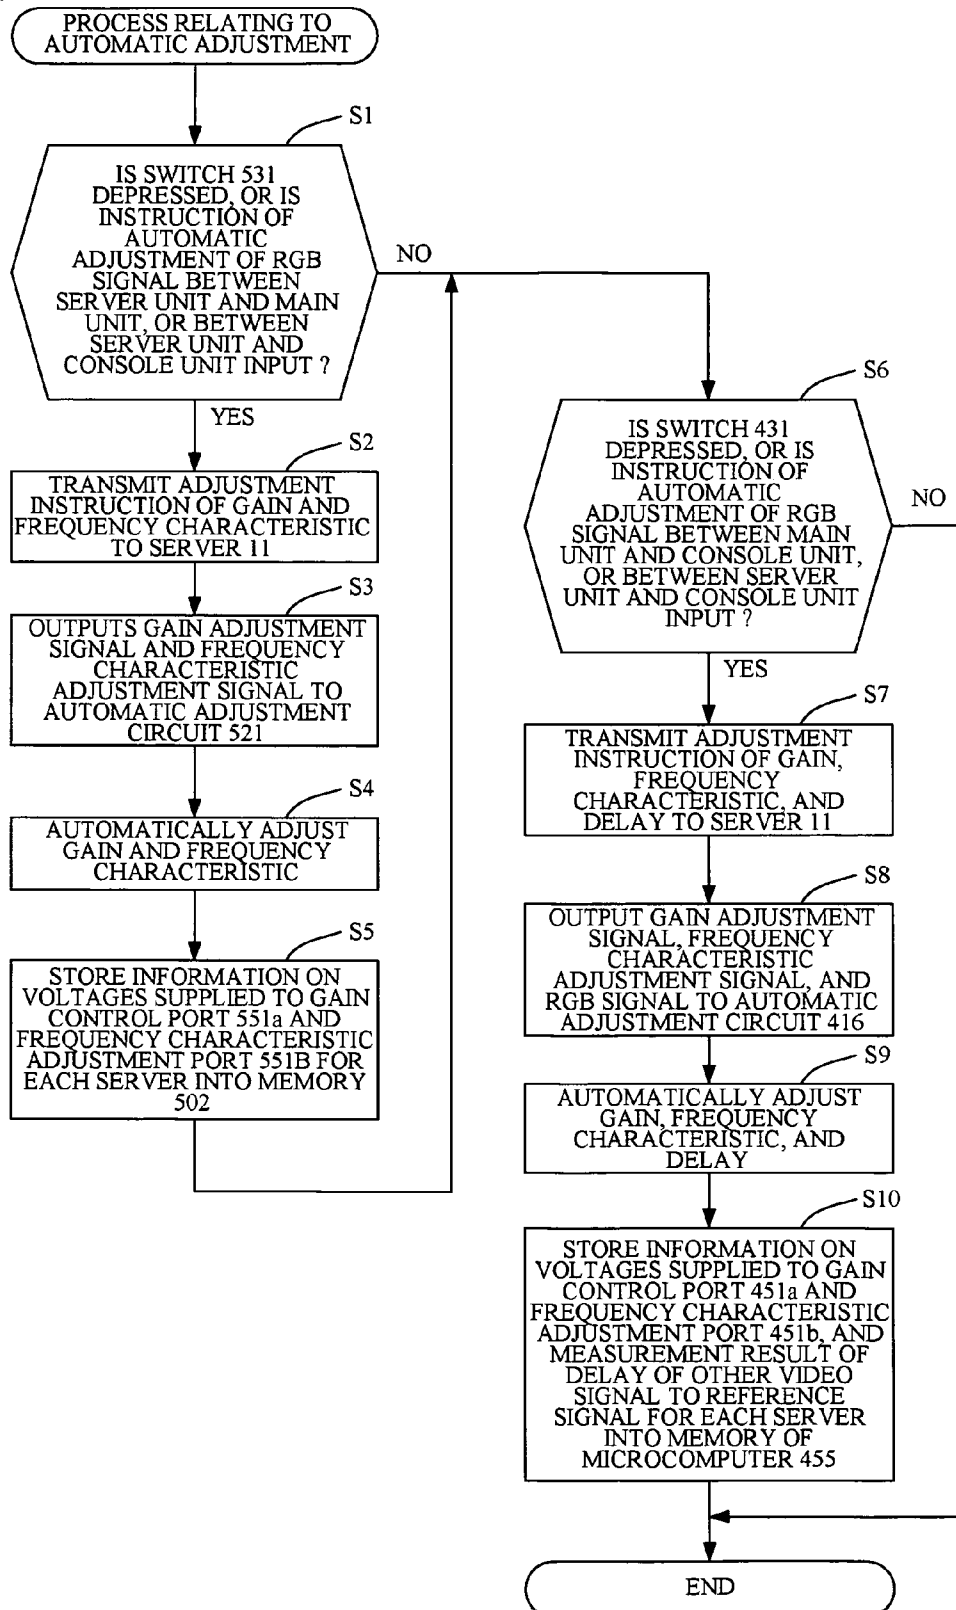 PROCESS RELATING TO
AUTOMATIC ADJUSTMENT
S1
IS SWITCH 531
DEPRESSED, OR IS
INSTRUCTION OF
AUTOMATIC
ADJUSTMENT OF RGB
SIGNAL BETWEEN
SERVER UNIT AND MAIN
UNIT, OR BETWEEN
SERVER UNIT AND
CONSOLE UNIT INPUT ?
NO
YES
S2
TRANSMIT ADJUSTMENT
INSTRUCTION OF GAIN AND
FREQUENCY CHARACTERISTIC
TO SERVER 11
S3
OUTPUTS GAIN ADJUSTMENT
SIGNAL AND FREQUENCY
CHARACTERISTIC
ADJUSTMENT SIGNAL TO
AUTOMATIC ADJUSTMENT
CIRCUIT 521
S4
AUTOMATICALLY ADJUST
GAIN AND FREQUENCY
CHARACTERISTIC
S5
STORE INFORMATION ON
VOLTAGES SUPPLIED TO GAIN
CONTROL PORT 551a AND
FREQUENCY CHARACTERISTIC
ADJUSTMENT PORT 551B FOR
EACH SERVER INTO MEMORY
502
S6
IS SWITCH 431
DEPRESSED, OR IS
INSTRUCTION OF
AUTOMATIC
ADJUSTMENT OF RGB
SIGNAL BETWEEN MAIN
UNIT AND CONSOLE UNIT,
OR BETWEEN SERVER
UNIT AND CONSOLE UNIT
INPUT ?
NO
YES
S7
TRANSMIT ADJUSTMENT
INSTRUCTION OF GAIN,
FREQUENCY
CHARACTERISTIC, AND
DELAY TO SERVER 11
S8
OUTPUT GAIN ADJUSTMENT
SIGNAL, FREQUENCY
CHARACTERISTIC
ADJUSTMENT SIGNAL, AND
RGB SIGNAL TO AUTOMATIC
ADJUSTMENT CIRCUIT 416
S9
AUTOMATICALLY ADJUST
GAIN, FREQUENCY
CHARACTERISTIC, AND
DELAY
S10
STORE INFORMATION ON
VOLTAGES SUPPLIED TO GAIN
CONTROL PORT 451a AND
FREQUENCY CHARACTERISTIC
ADJUSTMENT PORT 451b, AND
MEASUREMENT RESULT OF
DELAY OF OTHER VIDEO
SIGNAL TO REFERENCE
SIGNAL FOR EACH SERVER
INTO MEMORY OF
MICROCOMPUTER 455
END